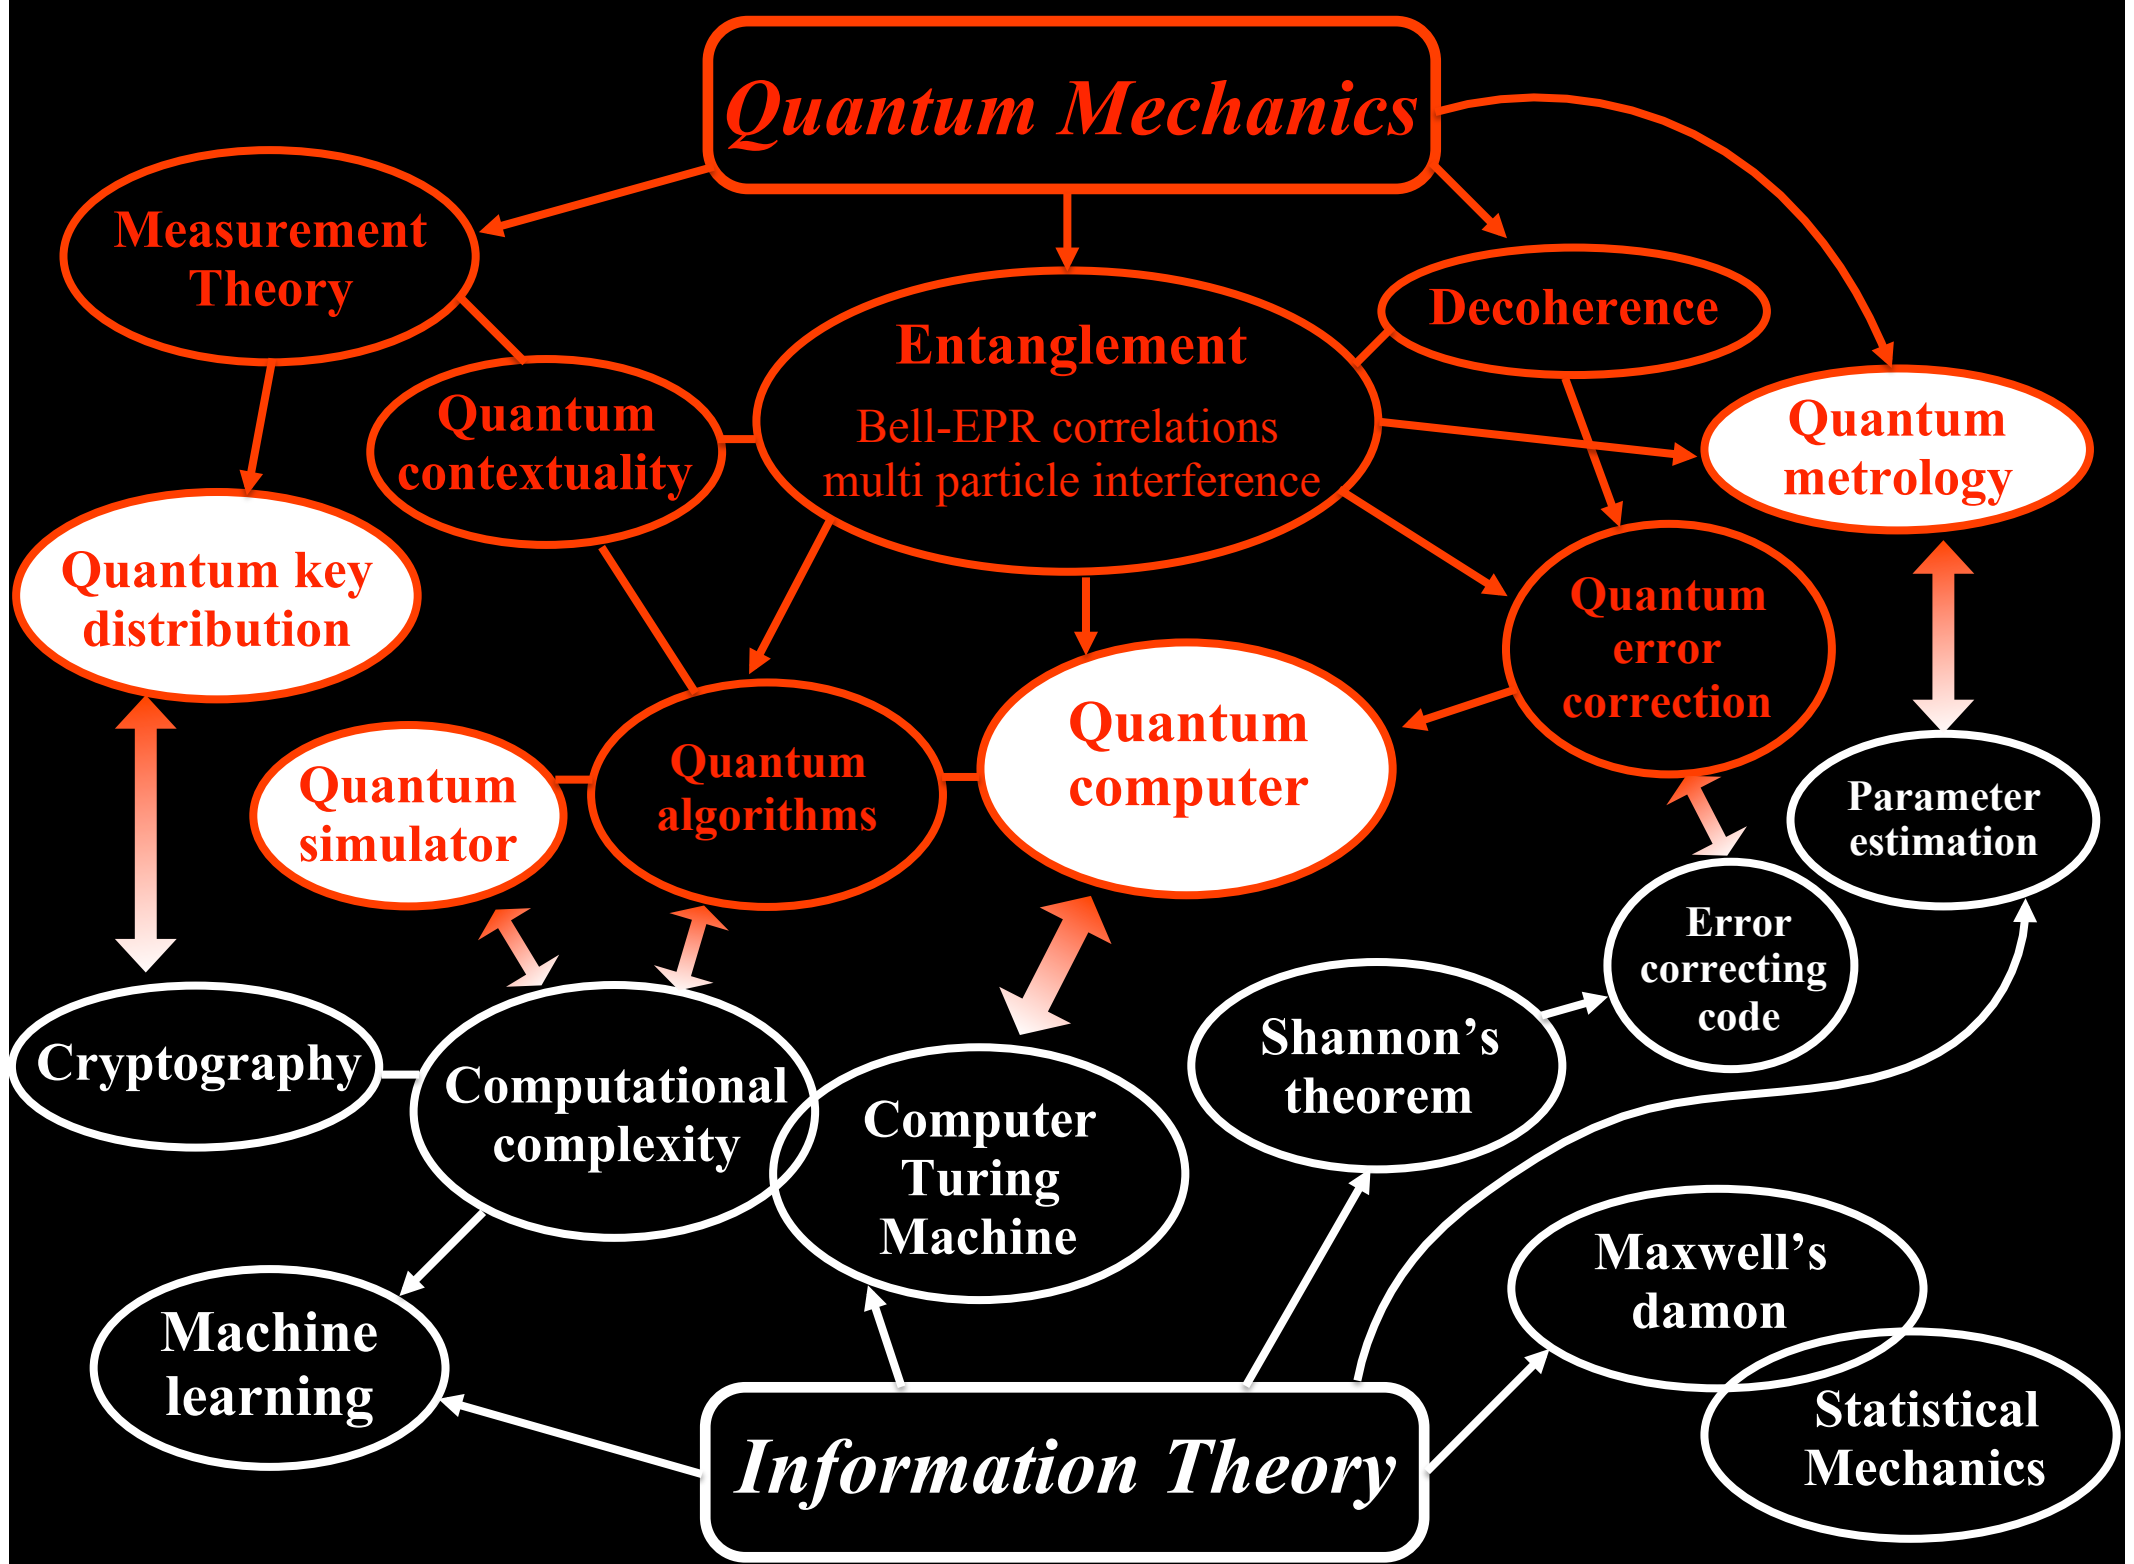 Quantum Mechanics
Measurement
Theory
Decoherence
Entanglement
Bell-EPR correlations
multi particle interference
Quantum
contextuality
Quantum
metrology
Quantum key
distribution
Quantum
error
correction
Quantum
simulator
Quantum
algorithms
Quantum
computer
Parameter
estimation
Error
correcting
code
Cryptography
Computational
complexity
Computer
Turing
Machine
Shannon’s
theorem
Maxwell’s
damon
Machine
learning
Statistical
Mechanics
Information Theory